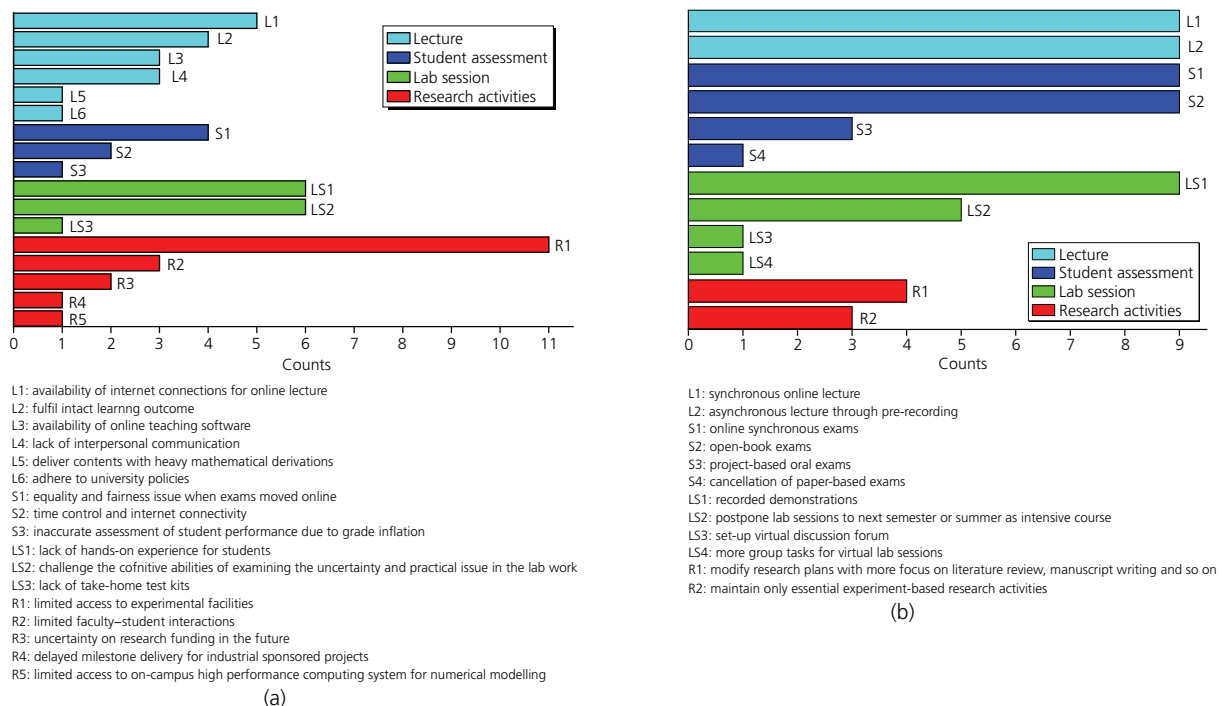 L1
L2
L3
L4
L5
L6
S1
S2
S3
LS1
LS2
LS3
R1
R2
R3
R4
R5
Lecture
Student assessment
Lab session
Research activities
0 1 2 3 4 5 6 7 8 9 10 11
Counts
L1: availability of internet connections for online lecture
L2: fulfil intact learnng outcome
L3: availability of online teaching software
L4: lack of interpersonal communication
L5: deliver contents with heavy mathematical derivations
L6: adhere to university policies
S1: equality and fairness issue when exams moved online
S2: time control and internet connectivity
S3: inaccurate assessment of student performance due to grade inflation
LS1: lack of hands-on experience for students
LS2: challenge the cofnitive abilities of examining the uncertainty and practical issue in the lab work
LS3: lack of take-home test kits
R1: limited access to experimental facilities
R2: limited faculty–student interactions
R3: uncertainty on research funding in the future
R4: delayed milestone delivery for industrial sponsored projects
R5: limited access to on-campus high performance computing system for numerical modelling
(a)
L1
L2
S1
S2
S3
S4
LS1
LS2
LS3
LS4
R1
R2
Lecture
Student assessment
Lab session
Research activities
0 1 2 3 4 5 6 7 8 9
Counts
L1: synchronous online lecture
L2: asynchronous lecture through pre-recording
S1: online synchronous exams
S2: open-book exams
S3: project-based oral exams
S4: cancellation of paper-based exams
LS1: recorded demonstrations
LS2: postpone lab sessions to next semester or summer as intensive course
LS3: set-up virtual discussion forum
LS4: more group tasks for virtual lab sessions
R1: modify research plans with more focus on literature review, manuscript writing and so on
R2: maintain only essential experiment-based research activities
(b)